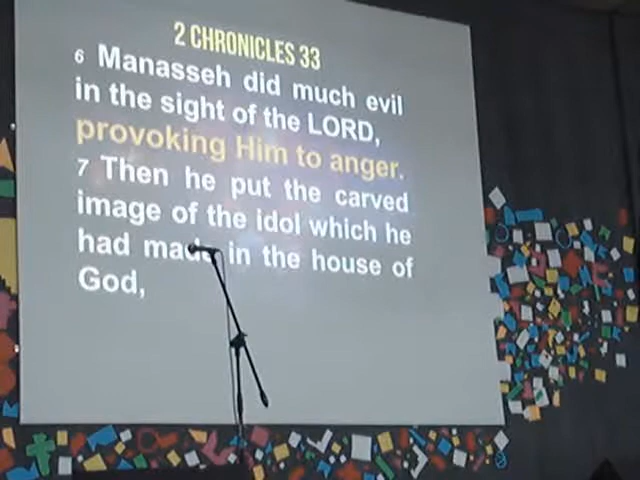 2 CHRONICLES 33
6 Manasseh did much evil
in the sight of the LORD,
provoking Him to anger.
7 Then he put the carved
image of the idol which he
had made in the house of
God,